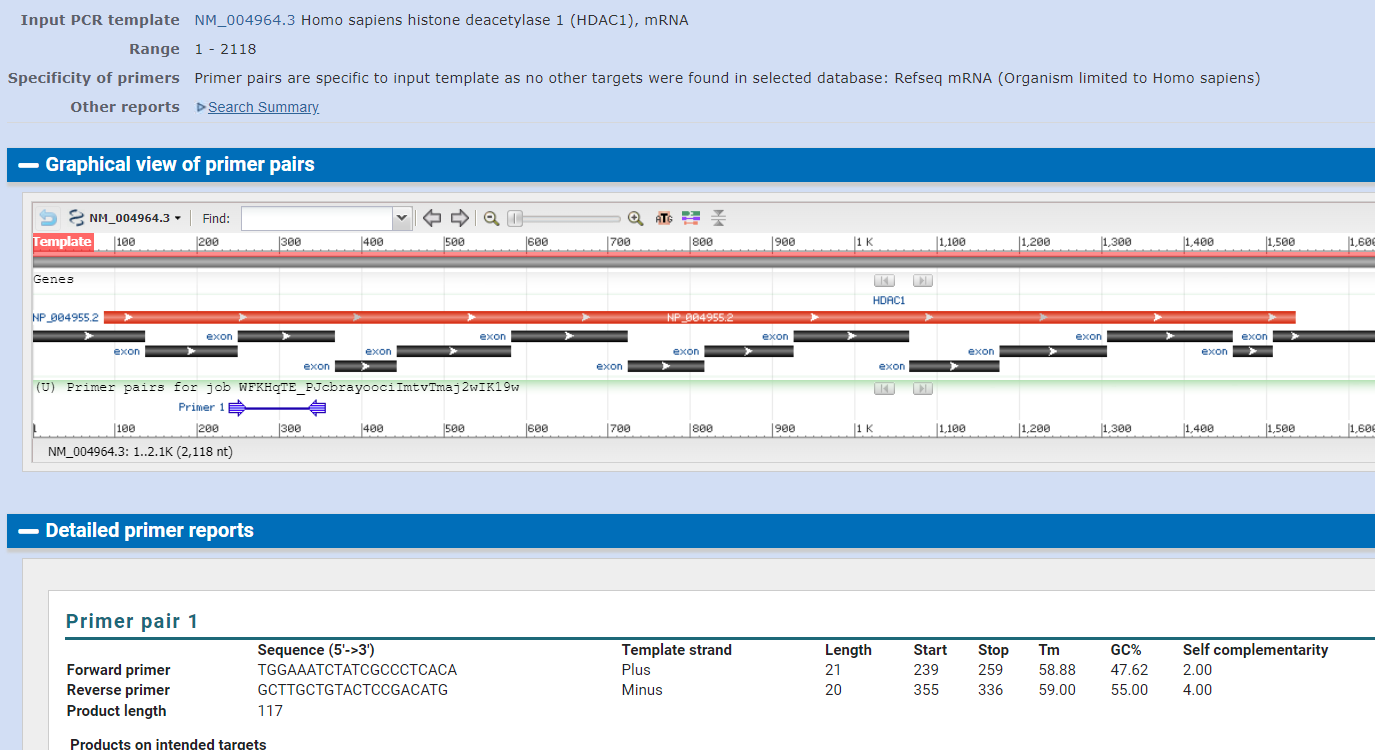 Input PCR template NM_004964.3 Homo sapiens histone deacetylase 1 (HDAC1), mRNA
Range 1 - 2118
Specificity of primers Primer pairs are specific to input template as no other targets were found in selected database: Refseq mRNA (Organism limited to Homo sapiens)
Other reports Search Summary
Graphical view of primer pairs
NM_004964.3 Find:
Template 100 200 300 400 500 600 700 800 900 1 K 1,100 1,200 1,300 1,400 1,500 1,600
Genes
HDAC1
NP_004955.2 NP_004955.2
exon exon exon exon exon
exon exon exon exon exon
exon exon exon
(U) Primer pairs for job WFKHqTE_PJcbrayoociImtvTmaj2wIKl9w
Primer 1
100 200 300 400 500 600 700 800 900 1 K 1,100 1,200 1,300 1,400 1,500 1,600
NM_004964.3: 1..2.1K (2,118 nt)
Detailed primer reports
Primer pair 1
Sequence (5'->3') Template strand Length Start Stop Tm GC% Self complementarity
Forward primer TGGAAATCTATCGCCCTCACA Plus 21 239 259 58.88 47.62 2.00
Reverse primer GCTTGCTGTACTCCGACATG Minus 20 355 336 59.00 55.00 4.00
Product length 117
Products on intended targets